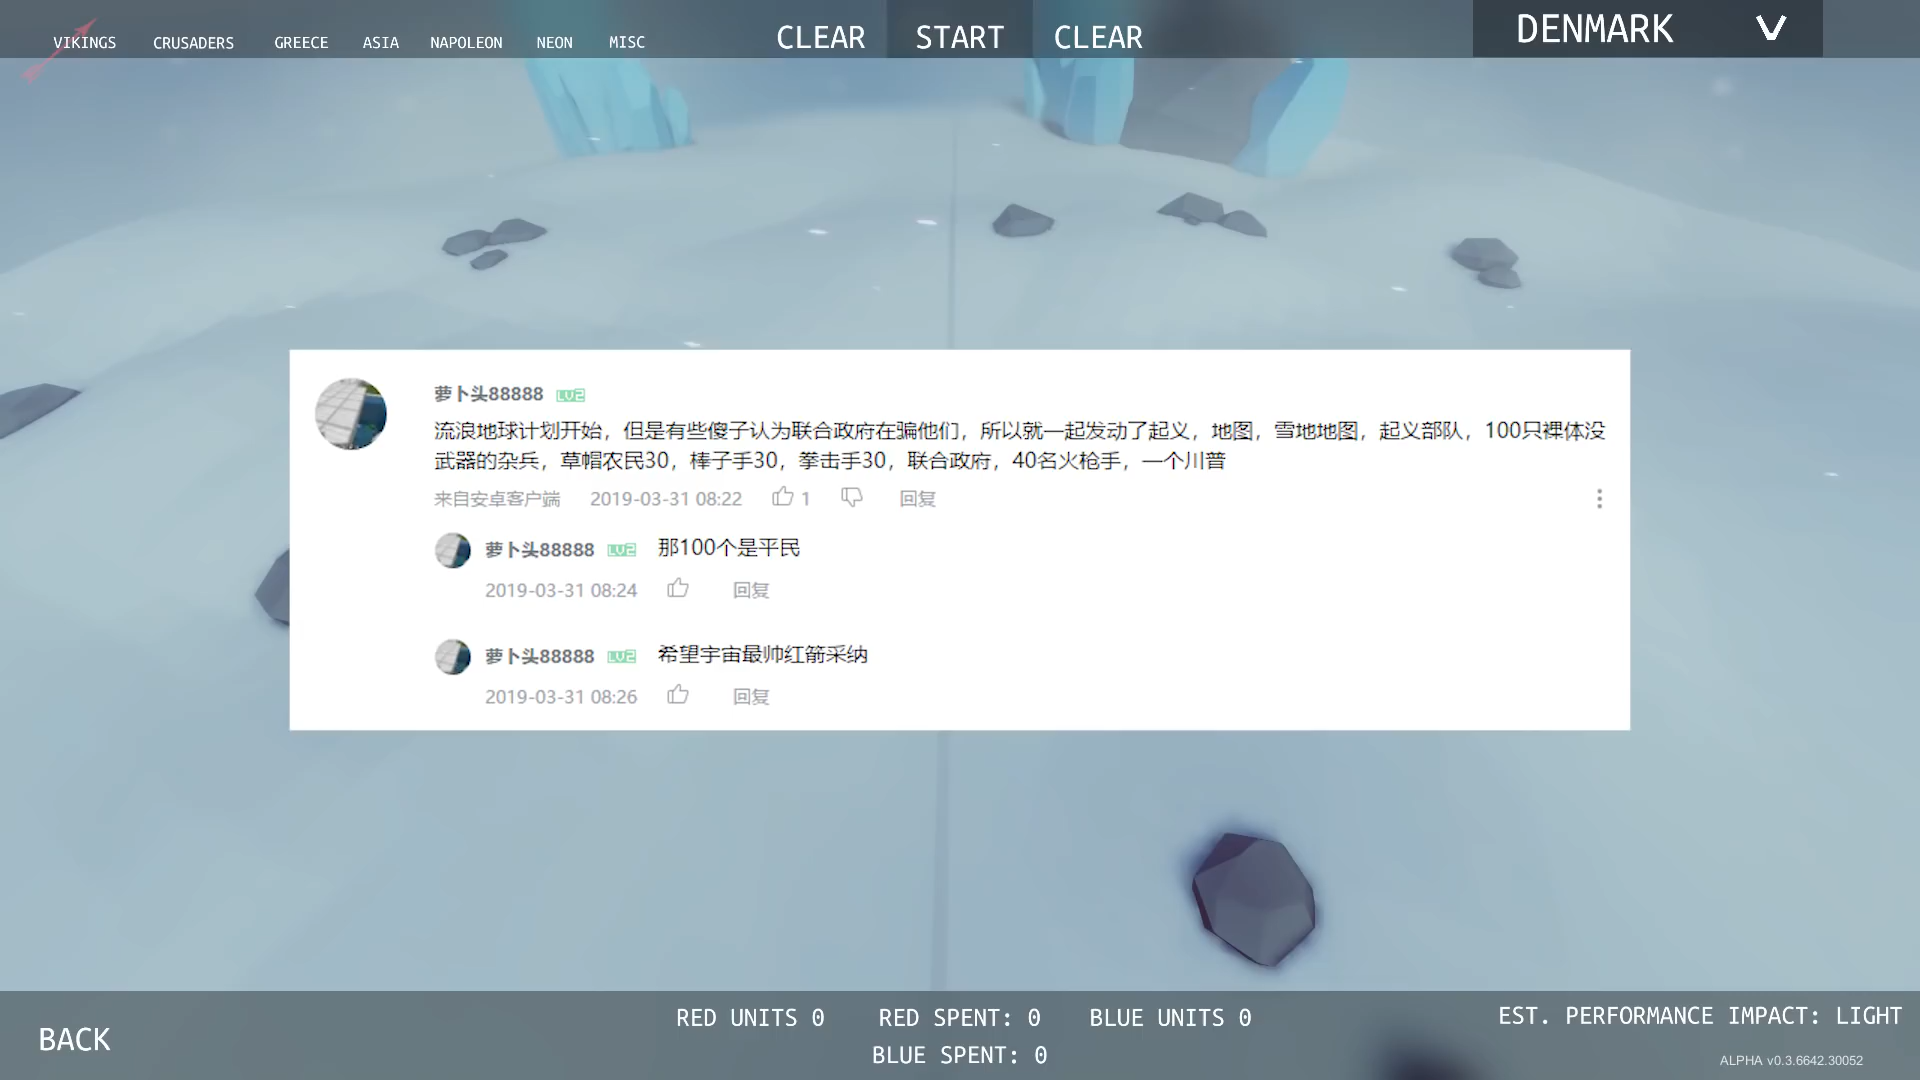 VIKINGS CRUSADERS GREECE ASIA NAPOLEON NEON MISC CLEAR START CLEAR DENMARK V
萝卜头88888 LV2
流浪地球计划开始，但是有些傻子认为联合政府在骗他们，所以就一起发动了起义，地图，雪地地图，起义部队，100只裸体没
武器的杂兵，草帽农民30，棒子手30，拳击手30，联合政府，40名火枪手，一个川普
来自安卓客户端 2019-03-31 08:22 1 回复
萝卜头88888 LV2 那100个是平民
2019-03-31 08:24 回复
萝卜头88888 LV2 希望宇宙最帅红箭采纳
2019-03-31 08:26 回复
RED UNITS 0 RED SPENT: 0 BLUE UNITS 0 EST. PERFORMANCE IMPACT: LIGHT
BACK
BLUE SPENT: 0
ALPHA v0.3.6642.30052